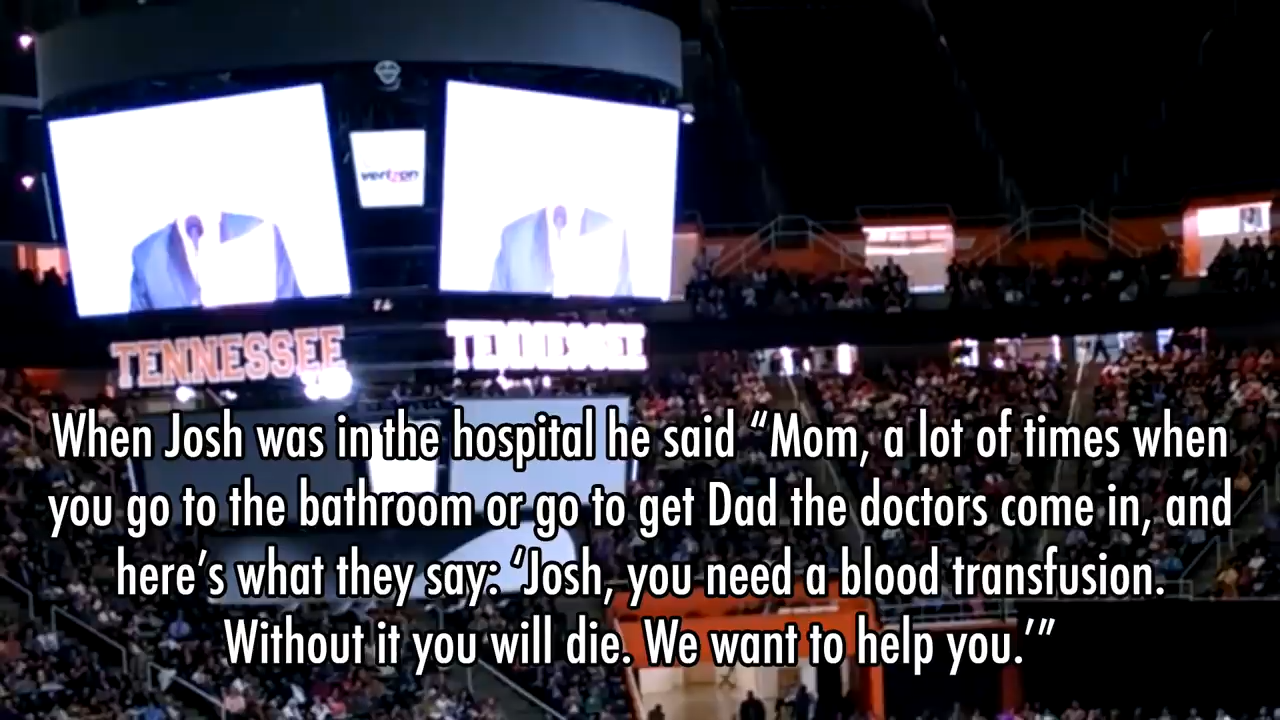 verizon
TENNESSEE
TENNESSEE
When Josh was in the hospital he said “Mom, a lot of times when
you go to the bathroom or go to get Dad the doctors come in, and
here’s what they say: ‘Josh, you need a blood transfusion.
Without it you will die. We want to help you.’”